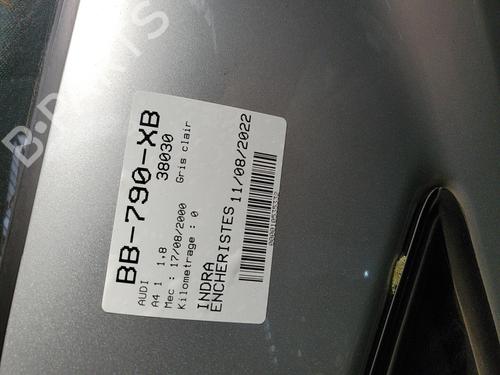 BB-790-XB
38030
AUDI
A4 1 1.8 Gris clair
Mec : 17/08/2000
Kilometrage : 0
INDRA
ENCHERISTES 11/08/2022
B-PARTS